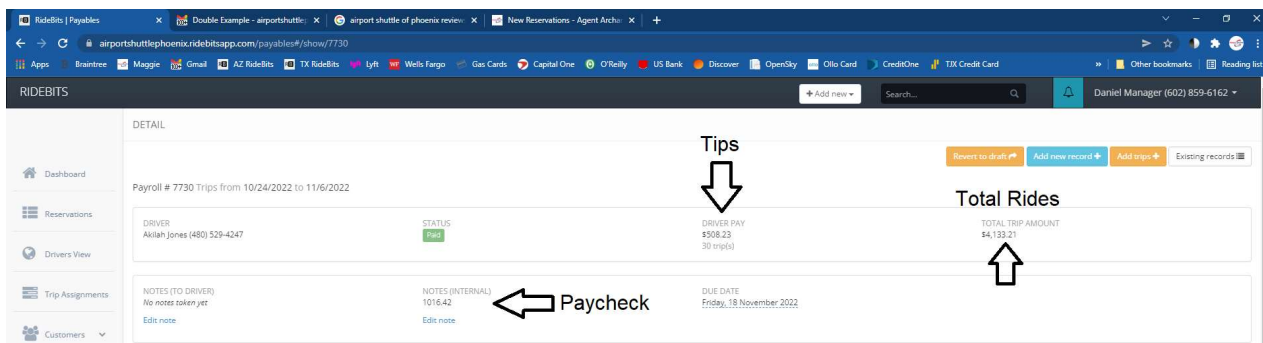 RideBits | Payables
Double Example - airportshuttlep
airport shuttle of phoenix review
New Reservations - Agent Archar
airportshuttlephoenix.ridebitsapp.com/payables#/show/7730
Apps Braintree Maggie Gmail AZ RideBits TX RideBits Lyft Wells Fargo Gas Cards Capital One O'Reilly US Bank Discover OpenSky Ollo Card CreditOne TJX Credit Card » Other bookmarks Reading list
RIDEBITS
+ Add new
Search...
Daniel Manager (602) 859-6162
DETAIL
Tips
Revert to draft
Add new record +
Add trips +
Existing records
Dashboard
Payroll # 7730 Trips from 10/24/2022 to 11/6/2022
Total Rides
Reservations
DRIVER
Akilah Jones (480) 529-4247
STATUS
Paid
DRIVER PAY
$508.23
30 trip(s)
TOTAL TRIP AMOUNT
$4,133.21
Drivers View
Trip Assignments
NOTES (TO DRIVER)
No notes taken yet
Edit note
NOTES (INTERNAL)
1016.42
Edit note
Paycheck
DUE DATE
Friday, 18 November 2022
Customers